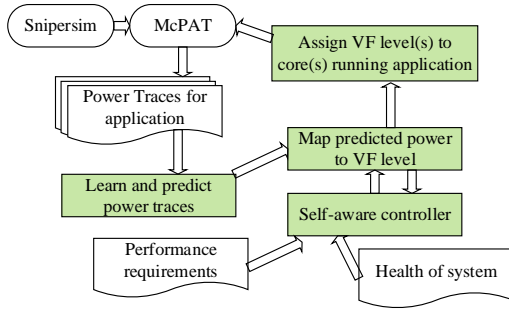 Snipersim
McPAT
Assign VF level(s) to
core(s) running application
Power Traces for
application
Map predicted power
to VF level
Learn and predict
power traces
Self-aware controller
Performance
requirements
Health of system